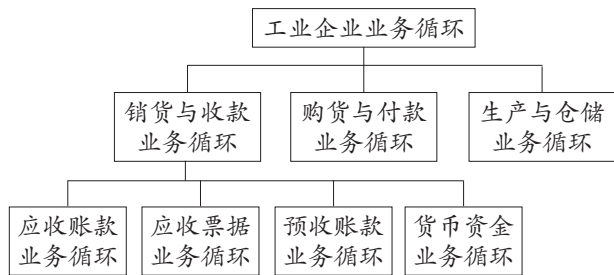 工业企业业务循环
销货与收款
业务循环
购货与付款
业务循环
生产与仓储
业务循环
应收账款
业务循环
应收票据
业务循环
预收账款
业务循环
货币资金
业务循环